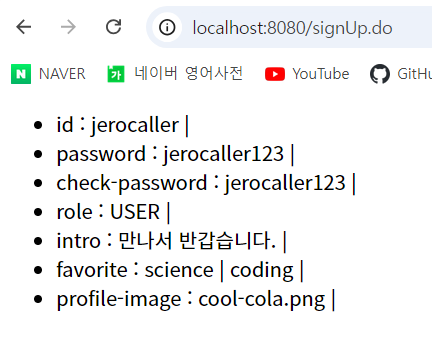 localhost:8080/signUp.do
N NAVER 가 네이버 영어사전 YouTube GitHu
id : jerocaller |
password : jerocaller123 |
check-password : jerocaller123 |
role : USER |
intro : 만나서 반갑습니다. |
favorite : science | coding |
profile-image : cool-cola.png |